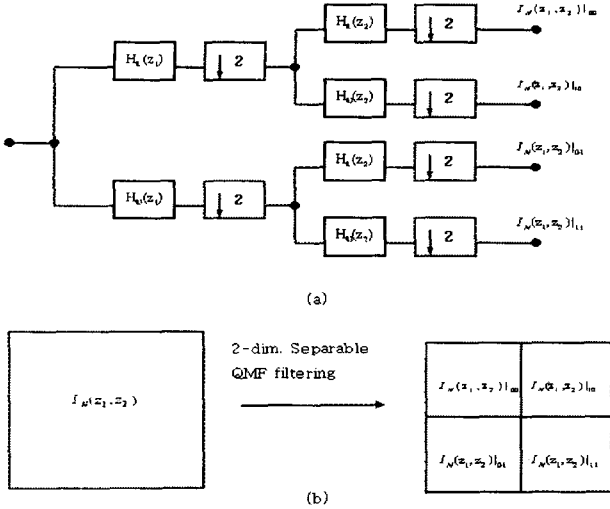 I_N(z_1, z_2)|_00
H_L(z_1)
2
H_L(z_2)
2
I_N(z_1, z_2)|_10
H_H(z_2)
2
I_N(z_1, z_2)|_01
H_H(z_1)
2
H_L(z_2)
2
I_N(z_1, z_2)|_11
H_H(z_2)
2
(a)
I_N(z_1, z_2)
2-dim. Separable
QMF filtering
I_N(z_1, z_2)|_00
I_N(z_1, z_2)|_10
I_N(z_1, z_2)|_01
I_N(z_1, z_2)|_11
(b)